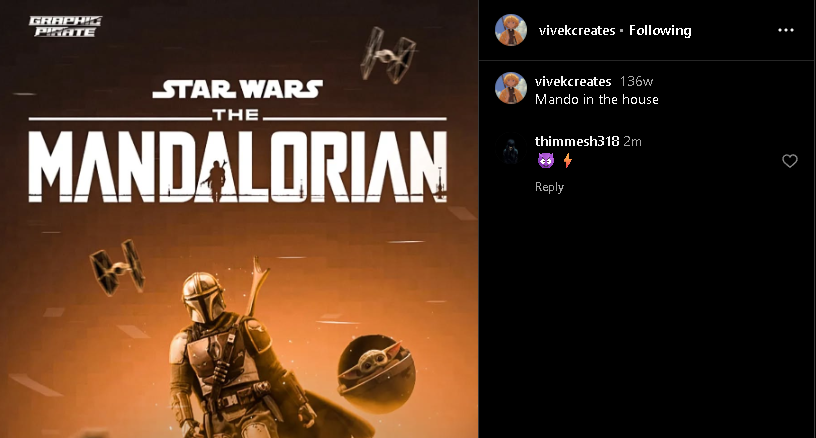 GRAPHIC
PIRATE
STAR WARS
THE
MANDALORIAN
vivekcreates • Following
vivekcreates 136w
Mando in the house
thimmesh318 2m
😈 ⚡
Reply